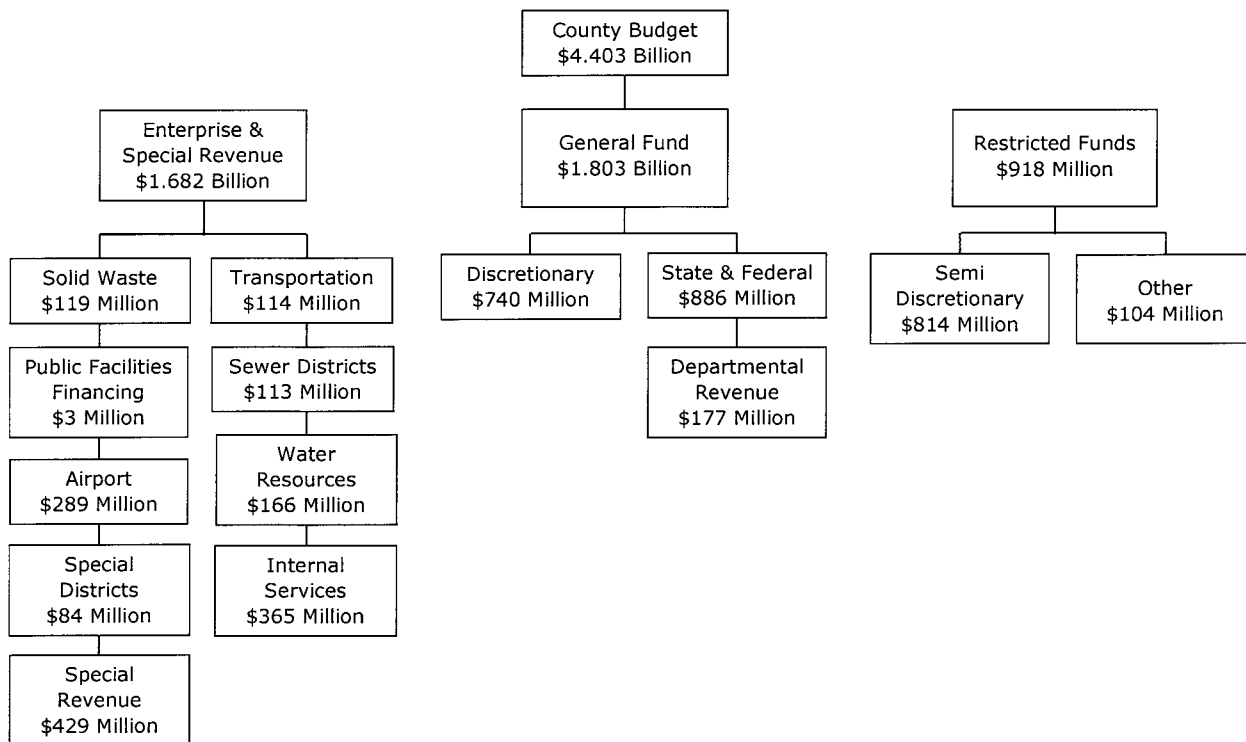 County Budget
$4.403 Billion
Enterprise &
Special Revenue
$1.682 Billion
General Fund
$1.803 Billion
Restricted Funds
$918 Million
Solid Waste
$119 Million
Transportation
$114 Million
Discretionary
$740 Million
State & Federal
$886 Million
Semi
Discretionary
$814 Million
Other
$104 Million
Public Facilities
Financing
$3 Million
Sewer Districts
$113 Million
Departmental
Revenue
$177 Million
Airport
$289 Million
Water
Resources
$166 Million
Special
Districts
$84 Million
Internal
Services
$365 Million
Special
Revenue
$429 Million